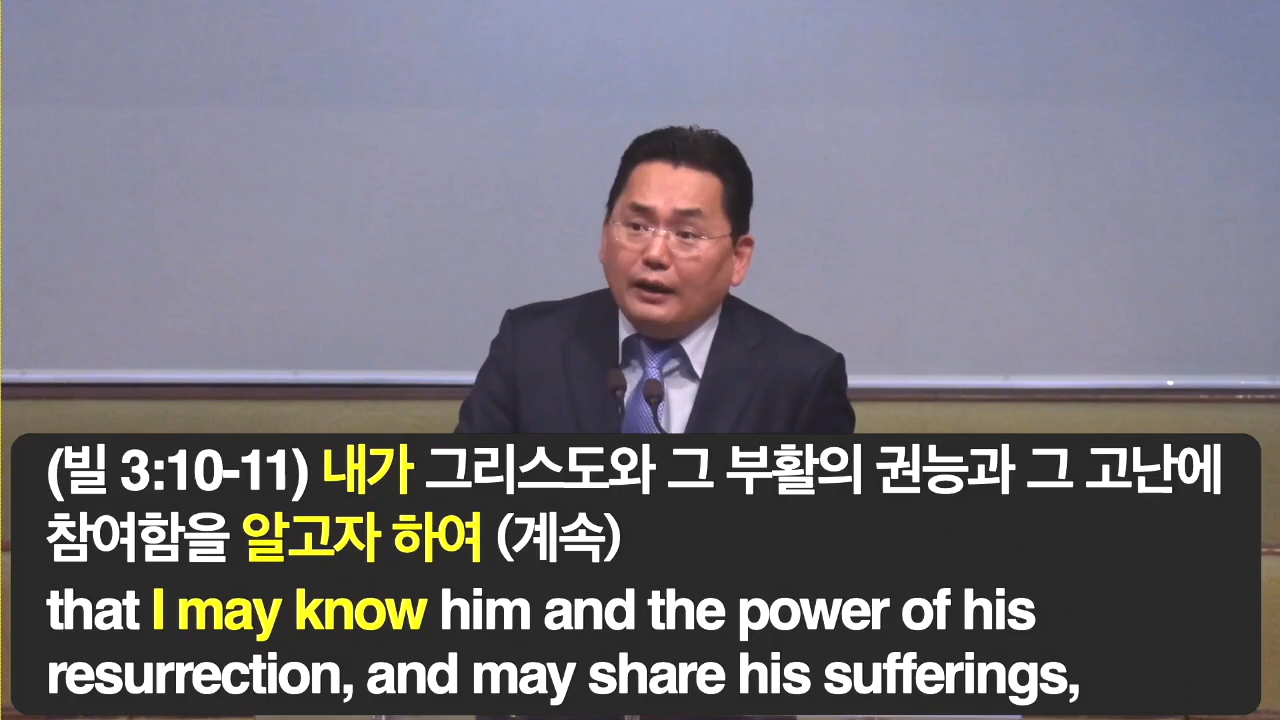 (빌 3:10-11) 내가 그리스도와 그 부활의 권능과 그 고난에
참여함을 알고자 하여 (계속)
that I may know him and the power of his
resurrection, and may share his sufferings,